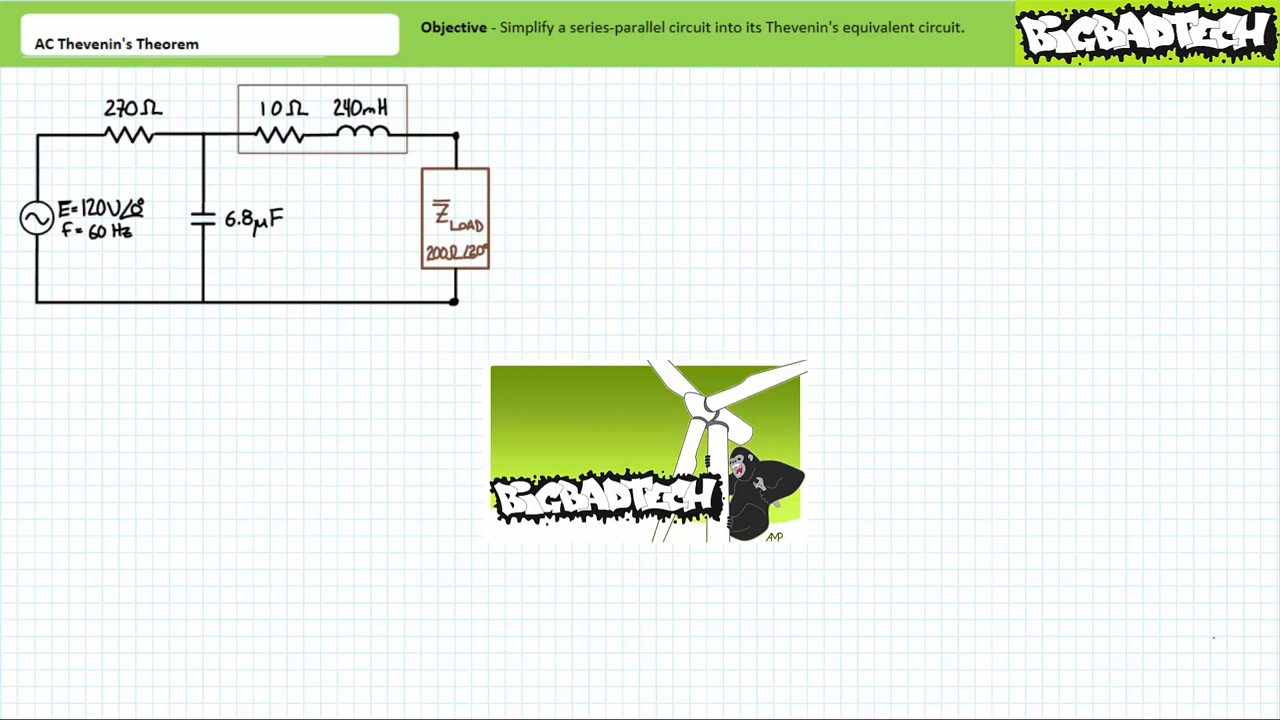 AC Thevenin's Theorem
Objective - Simplify a series-parallel circuit into its Thevenin's equivalent circuit.
BIGBADTECH
270Ω
10Ω 240mH
E=120V∠0°
f=60 Hz
6.8μF
Z̅ LOAD
200Ω∠20°
BIGBADTECH
AMP